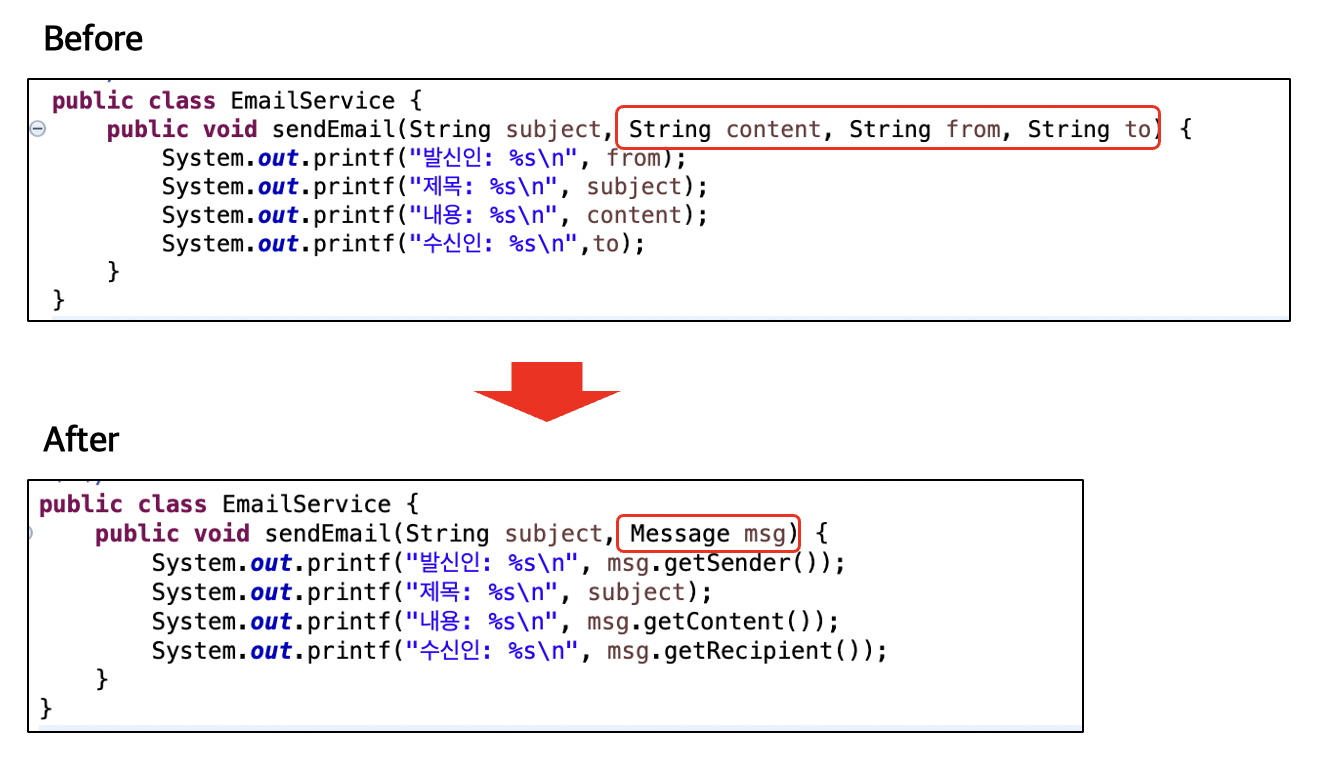 Before
public class EmailService {
public void sendEmail(String subject, String content, String from, String to) {
System.out.printf("발신인: %s\n", from);
System.out.printf("제목: %s\n", subject);
System.out.printf("내용: %s\n", content);
System.out.printf("수신인: %s\n",to);
}
}
After
public class EmailService {
public void sendEmail(String subject, Message msg) {
System.out.printf("발신인: %s\n", msg.getSender());
System.out.printf("제목: %s\n", subject);
System.out.printf("내용: %s\n", msg.getContent());
System.out.printf("수신인: %s\n", msg.getRecipient());
}
}